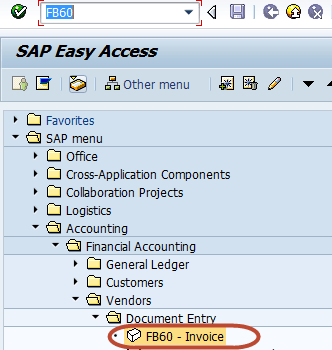 FB60
SAP Easy Access
Other menu
Favorites
SAP menu
Office
Cross-Application Components
Collaboration Projects
Logistics
Accounting
Financial Accounting
General Ledger
Customers
Vendors
Document Entry
FB60 - Invoice